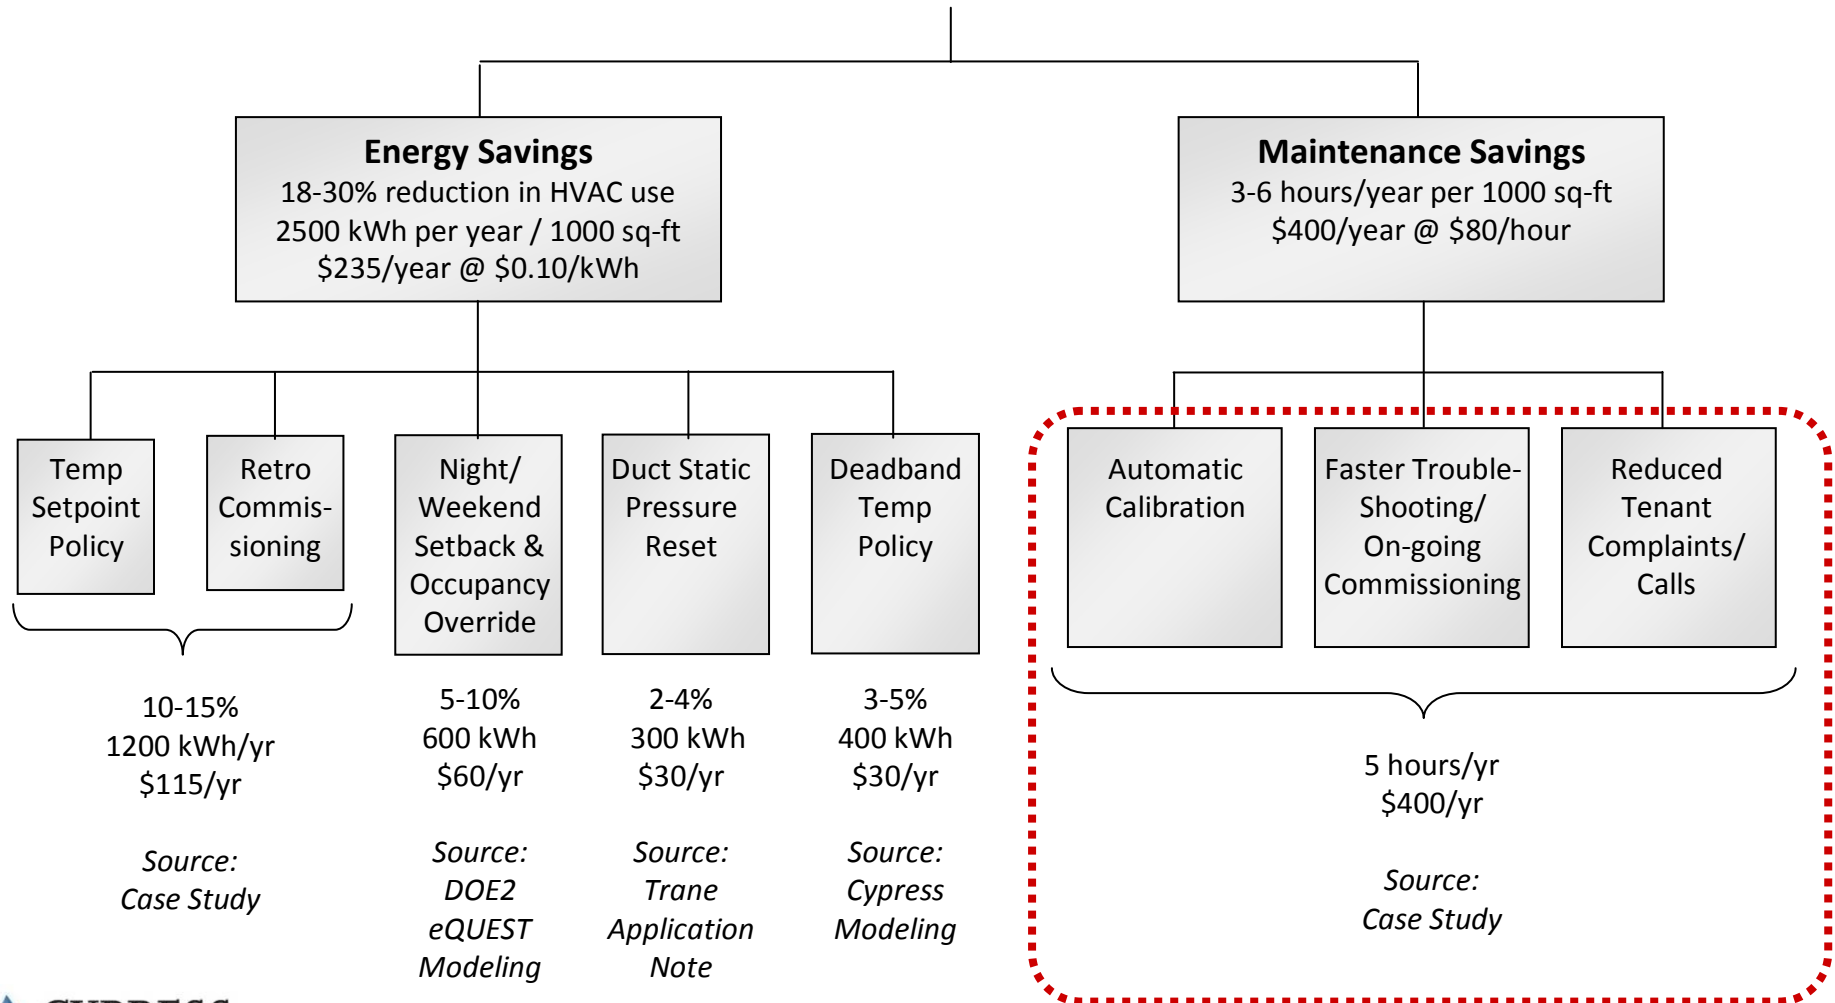 Energy Savings
18-30% reduction in HVAC use
2500 kWh per year / 1000 sq-ft
$235/year @ $0.10/kWh
Maintenance Savings
3-6 hours/year per 1000 sq-ft
$400/year @ $80/hour
Temp
Setpoint
Policy
Retro
Commis-
sioning
Night/
Weekend
Setback &
Occupancy
Override
Duct Static
Pressure
Reset
Deadband
Temp
Policy
Automatic
Calibration
Faster Trouble-
Shooting/
On-going
Commissioning
Reduced
Tenant
Complaints/
Calls
10-15%
1200 kWh/yr
$115/yr
Source:
Case Study
5-10%
600 kWh
$60/yr
Source:
DOE2
eQUEST
Modeling
2-4%
300 kWh
$30/yr
Source:
Trane
Application
Note
3-5%
400 kWh
$30/yr
Source:
Cypress
Modeling
5 hours/yr
$400/yr
Source:
Case Study
CYPRESS